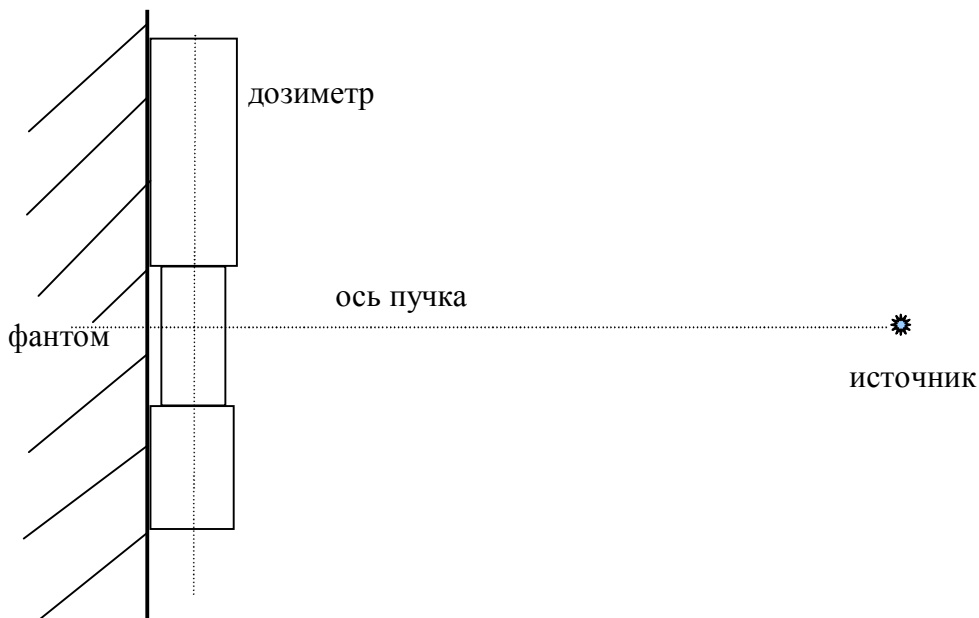 дозиметр
ось пучка
фантом
источник